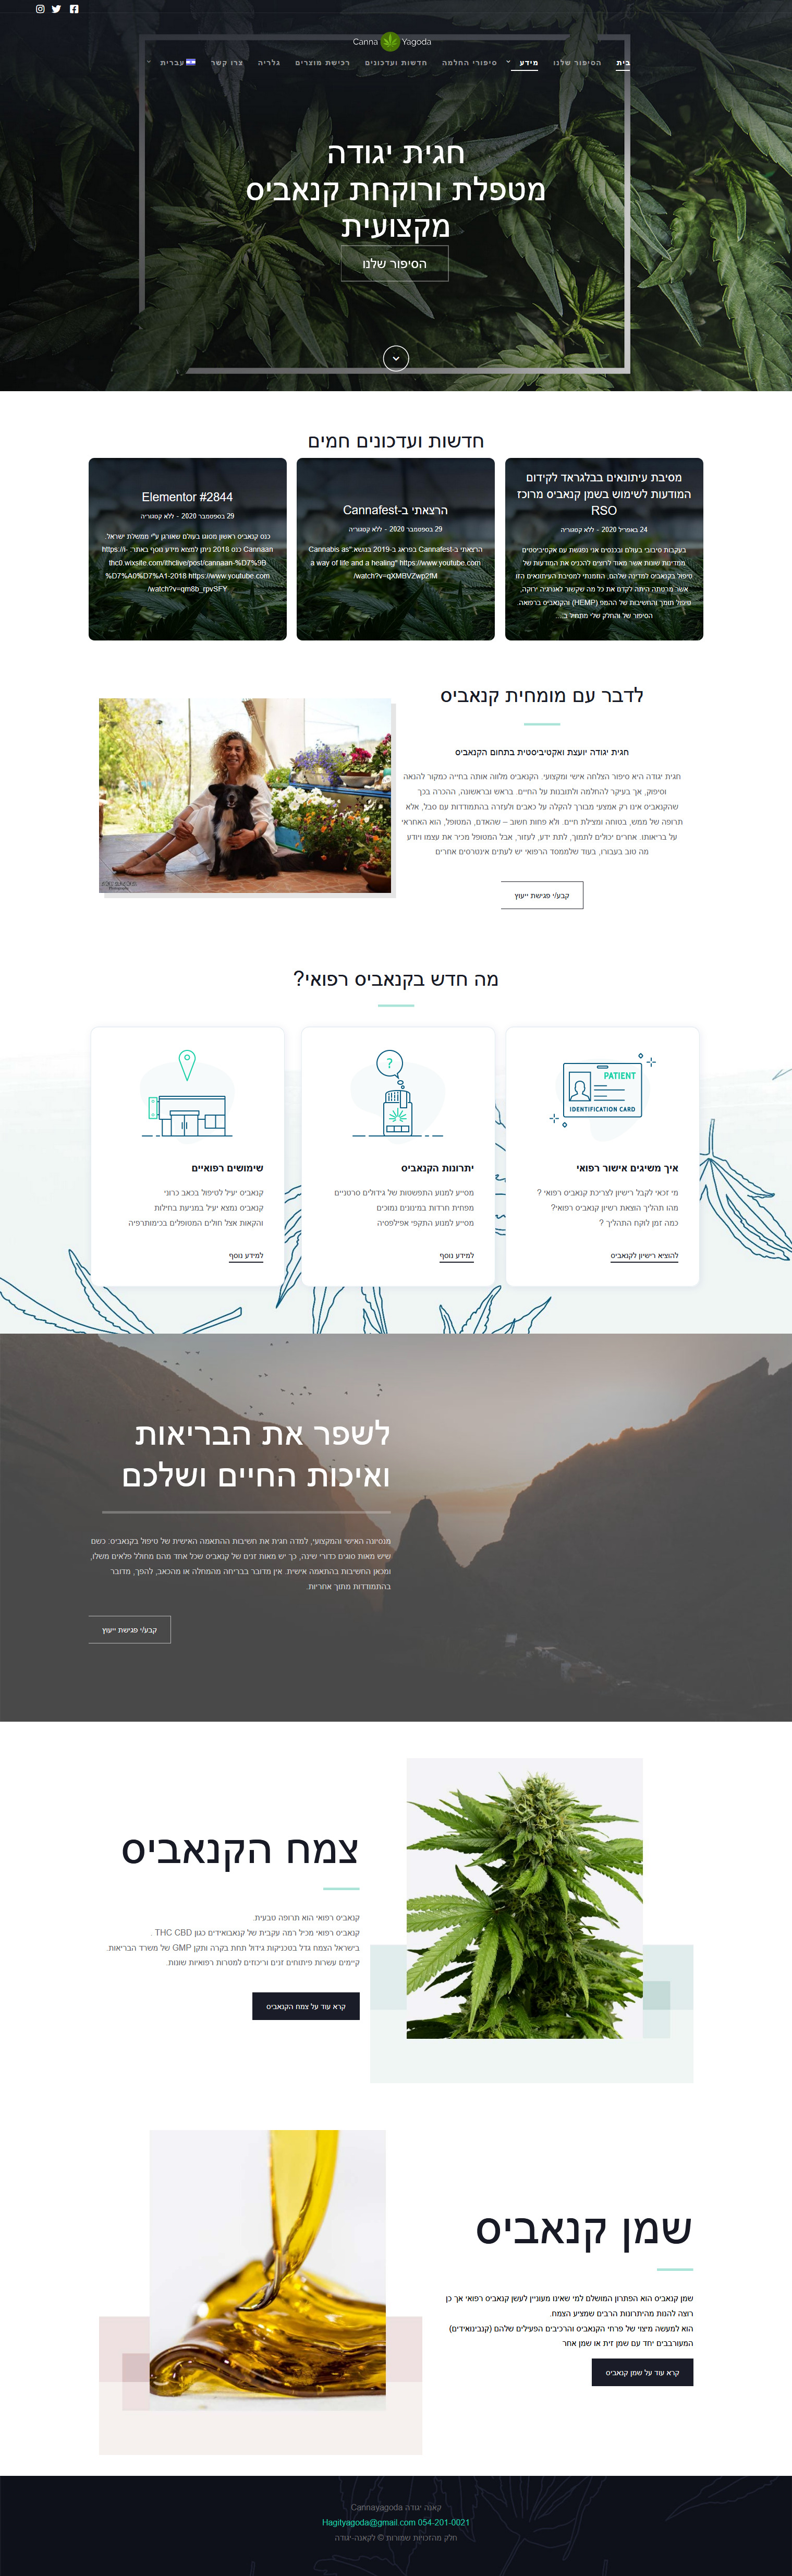 Canna Yagoda
בית הסיפור שלנו מידע סיפורי החלמה חדשות ועדכונים רכישת מוצרים גלריה צרו קשר עברית
חגית יגודה
מטפלת ורוקחת קנאביס
מקצועית
הסיפור שלנו
חדשות ועדכונים חמים
מסיבת עיתונאים בבלגראד לקידום
המודעות לשימוש בשמן קנאביס מרוכז
RSO
24 באפריל 2020 - ללא קטגוריה
בעקבות סיבובי בעולם ובכנסים אני נפגשת עם אקטיביסטים
ממדינות שונות אשר מאוד לרוצים להכניס את המודעות של
טיפול בקנאביס למדינה שלהם, הוזמנתי למסיבת העיתונאים הזו
אשר מרטתה היתה לקדם את כל מה שקשור לאנרגיה ירוקה,
טיפול תומך והחשיבות של ההמפ (HEMP) והקנאביס ברפואה.
הסיפור של והחלק שלי מתחיל ב...
הרצאתי ב-Cannafest
29 בספטמבר 2020 - ללא קטגוריה
הרצאתי ב-Cannafest בפראג ב-2019 בנושא "Cannabis as
a way of life and a healing" https://www.youtube.com
/watch?v=qXMBVZwp2fM
Elementor #2844
29 בספטמבר 2020 - ללא קטגוריה
כנס קנאביס ראשון מסוגו בעולם שאורגן ע"י ממשלת ישראל.
Cannaan כנס 2018 ניתן למצוא מידע נוסף באתר: https://i-
thc0.wixsite.com/ithclive/post/cannaan-%D7%9B
%D7%A0%D7%A1-2018 https://www.youtube.com
/watch?v=qm8b_rpvSFY
לדבר עם מומחית קנאביס
חגית יגודה יועצת ואקטיביסטית בתחום הקנאביס
חגית יגודה היא סיפור הצלחה אישי ומקצועי. הקנאביס מלווה אותה בחייה כמקור להנאה
וסיפוק, אך בעיקר להחלמה ולתובנות על החיים. בראש ובראשונה, ההכרה בכך
שהקנאביס אינו רק אמצעי מבורך להקלה על כאבים ולעזרה בהתמודדות עם סבל, אלא
תרופה של ממש, בטוחה ומצילת חיים. ולא פחות חשוב – שהאדם, המטופל, הוא האחראי
על בריאותו. אחרים יכולים לתמוך, לתת ידע, לעזור, אבל המטופל מכיר את עצמו ויודע
מה טוב בעבורו, בעוד שלממסד הרפואי יש לעתים אינטרסים אחרים
קבע/י פגישת ייעוץ
מה חדש בקנאביס רפואי?
PATIENT
IDENTIFICATION CARD
איך משיגים אישור רפואי
מי זכאי לקבל רישיון לצריכת קנאביס רפואי ?
מהו תהליך הוצאת רשיון קנאביס רפואי?
כמה זמן לוקח התהליך ?
להוציא רישיון לקנאביס
?
יתרונות הקנאביס
מסייע למנוע התפשטות של גידולים סרטניים
מפחית חרדות במינונים נמוכים
מסייע למנוע התקפי אפילפסיה
למידע נוסף
שימושים רפואיים
קנאביס יעיל לטיפול בכאב כרוני
קנאביס נמצא יעיל במניעת בחילות
והקאות אצל חולים המטופלים בכימותרפיה
למידע נוסף
לשפר את הבריאות
ואיכות החיים ושלכם
מנסיונה האישי והמקצועי, למדה חגית את חשיבות ההתאמה האישית של טיפול בקנאביס: כשם
שיש מאות סוגים כדורי שינה, כך יש מאות זנים של קנאביס שכל אחד מהם מחולל פלאים משלו,
ומכאן החשיבות בהתאמה אישית. אין מדובר בבריחה מהמחלה או מהכאב, להפך, מדובר
בהתמודדות מתוך אחריות.
קבע/י פגישת ייעוץ
צמח הקנאביס
קנאביס רפואי הוא תרופה טבעית.
קנאביס רפואי מכיל רמה עקבית של קנאבואידים כגון THC CBD .
בישראל הצמח גדל בטכניקות גידול תחת בקרה ותקן GMP של משרד הבריאות.
קיימים עשרות פיתוחים זנים וריכוזים למטרות רפואיות שונות.
קרא עוד על צמח הקנאביס
שמן קנאביס
שמן קנאביס הוא הפתרון המושלם למי שאינו מעוניין לעשן קנאביס רפואי אך כן
רוצה להנות מהיתרונות הרבים שמציע הצמח.
הוא למעשה מיצוי של פרחי הקנאביס והרכיבים הפעילים שלהם (קנבינואידים)
המעורבבים יחד עם שמן זית או שמן אחר
קרא עוד על שמן קנאביס
קאנה יגודה Cannayagoda
Hagityagoda@gmail.com 054-201-0021
חלק מהזכויות שמורות © לקאנה-יגודה